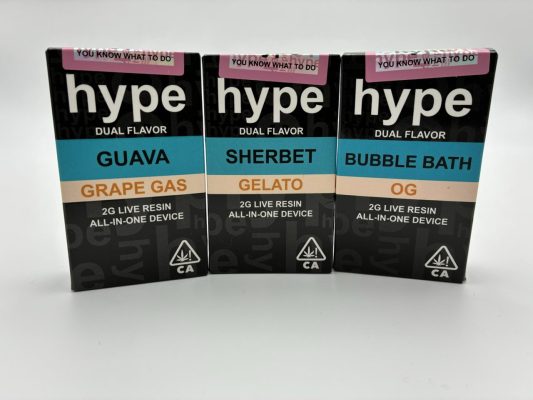 YOU KNOW WHAT TO DO
hype
DUAL FLAVOR
GUAVA
GRAPE GAS
2G LIVE RESIN
ALL-IN-ONE DEVICE
CA
YOU KNOW WHAT TO DO
hype
DUAL FLAVOR
SHERBET
GELATO
2G LIVE RESIN
ALL-IN-ONE DEVICE
CA
YOU KNOW WHAT TO DO
hype
DUAL FLAVOR
BUBBLE BATH
OG
2G LIVE RESIN
ALL-IN-ONE DEVICE
CA